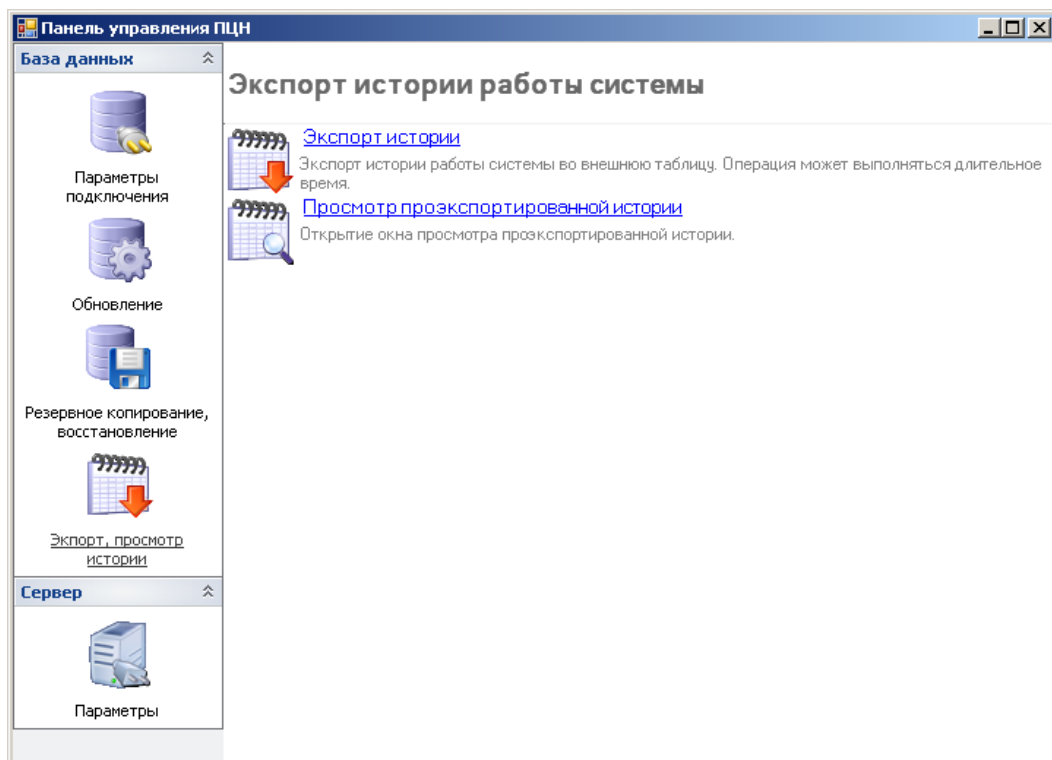 Панель управления ПЦН
База данных
Параметры
подключения
Обновление
Резервное копирование,
восстановление
Экпорт, просмотр
истории
Сервер
Параметры
Экспорт истории работы системы
Экспорт истории
Экспорт истории работы системы во внешнюю таблицу. Операция может выполняться длительное
время.
Просмотр проэкспортированной истории
Открытие окна просмотра проэкспортированной истории.